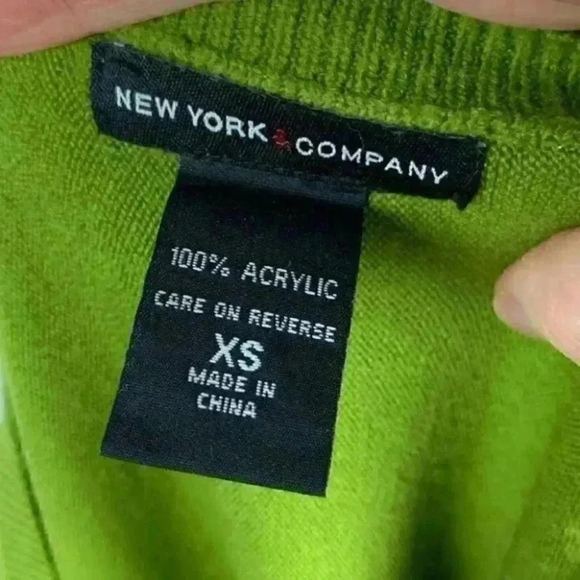 NEW YORK & COMPANY
100% ACRYLIC
CARE ON REVERSE
XS
MADE IN
CHINA